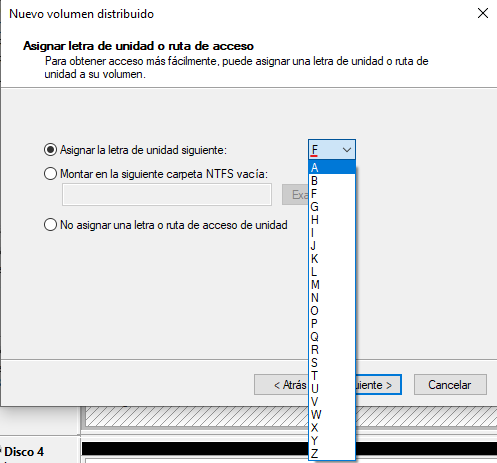 Nuevo volumen distribuido
Asignar letra de unidad o ruta de acceso
Para obtener acceso más fácilmente, puede asignar una letra de unidad o ruta de
unidad a su volumen.
Asignar la letra de unidad siguiente:
F
Montar en la siguiente carpeta NTFS vacía:
No asignar una letra o ruta de acceso de unidad
A
B
F
G
H
I
J
K
L
M
N
O
P
Q
R
S
T
U
V
W
X
Y
Z
< Atrás
Cancelar
Disco 4